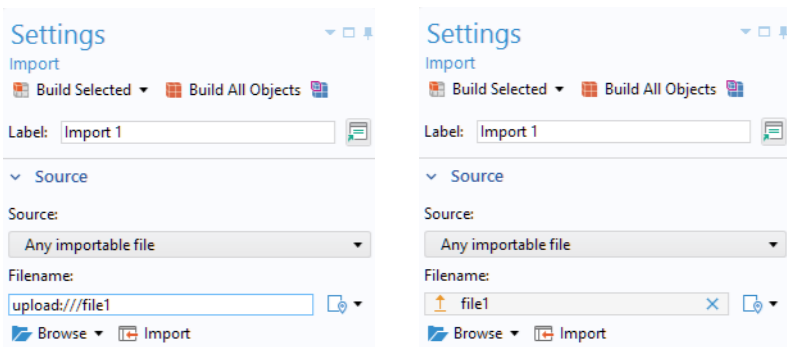 Settings
Import
Build Selected Build All Objects
Label: Import 1
Source
Source:
Any importable file
Filename:
upload:///file1
Browse Import
Settings
Import
Build Selected Build All Objects
Label: Import 1
Source
Source:
Any importable file
Filename:
file1
Browse Import